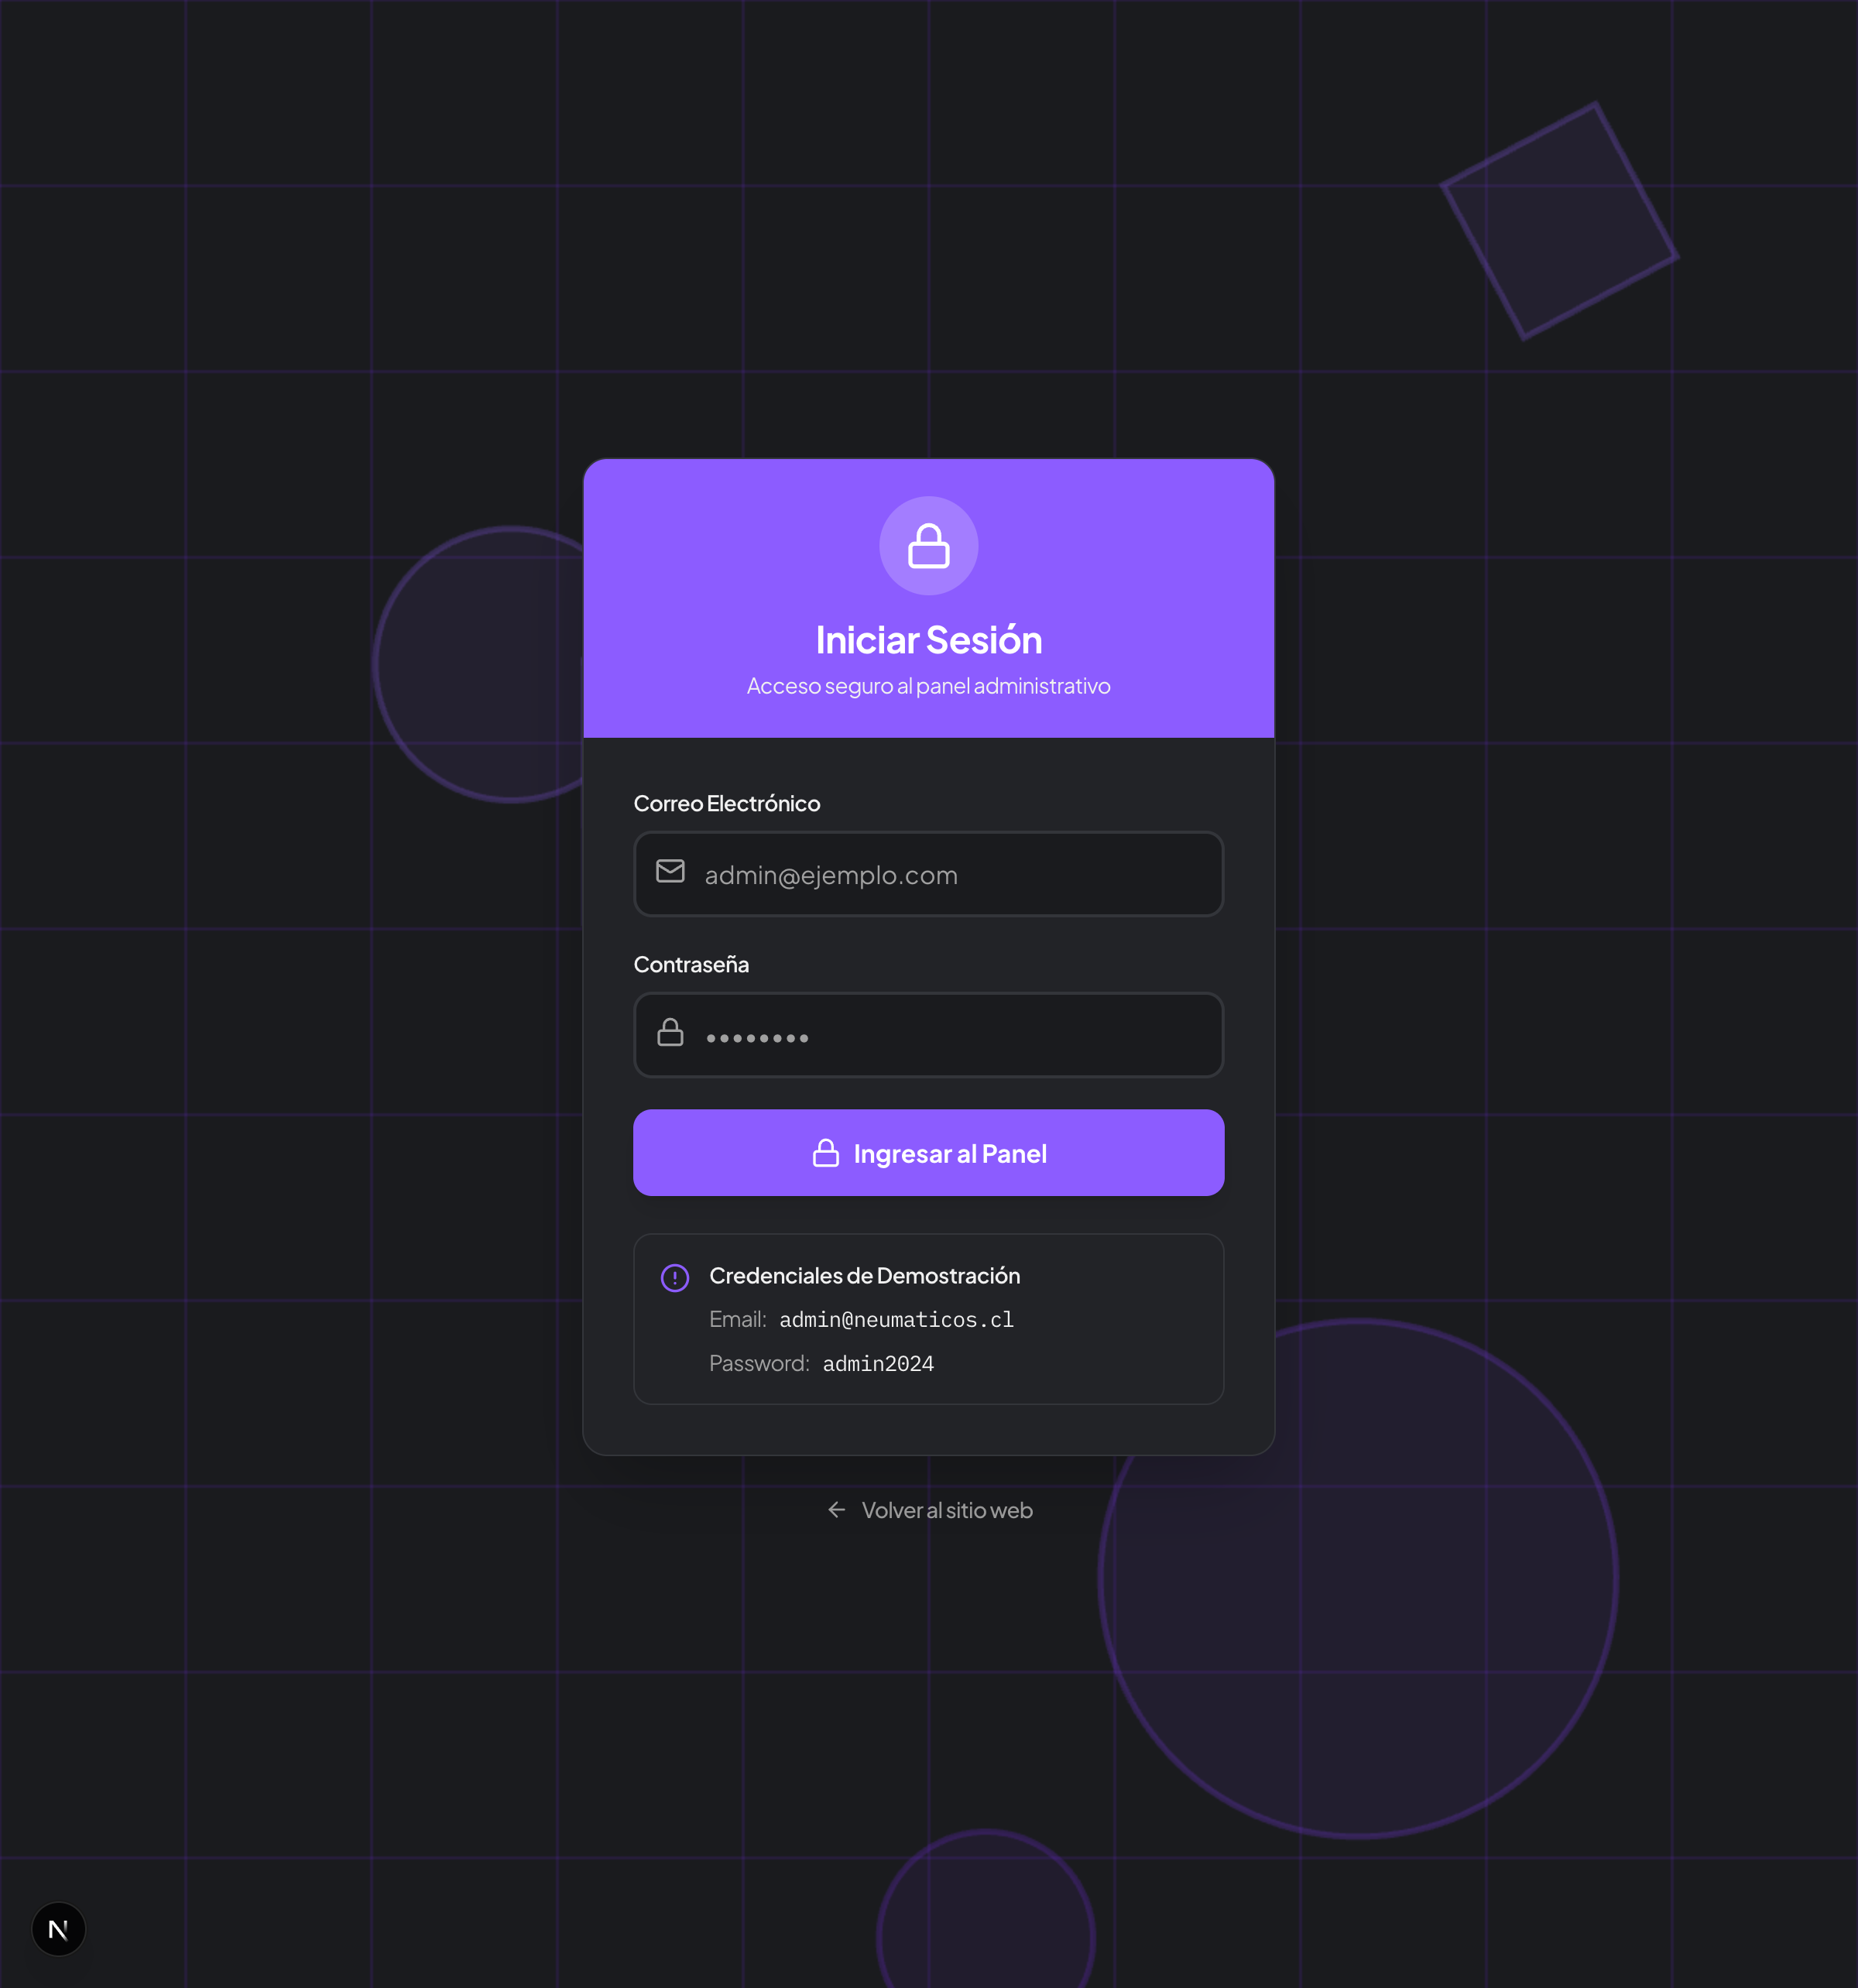 Iniciar Sesión
Acceso seguro al panel administrativo
Correo Electrónico
admin@ejemplo.com
Contraseña
••••••••
Ingresar al Panel
Credenciales de Demostración
Email: admin@neumaticos.cl
Password: admin2024
← Volver al sitio web
N